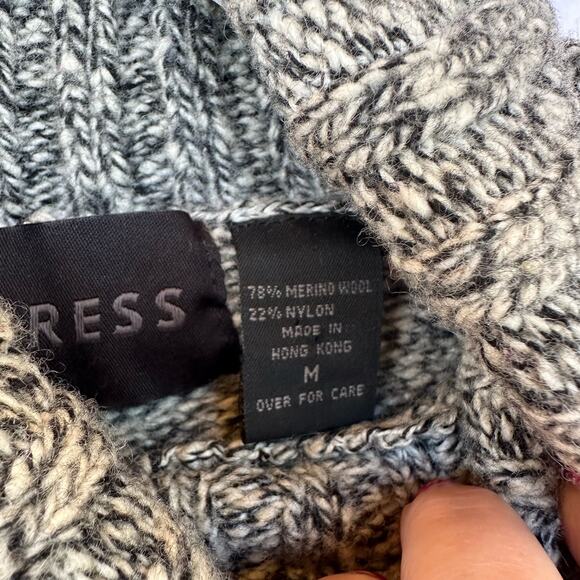 RESS
78% MERINO WOOL
22% NYLON
MADE IN
HONG KONG
M
OVER FOR CARE